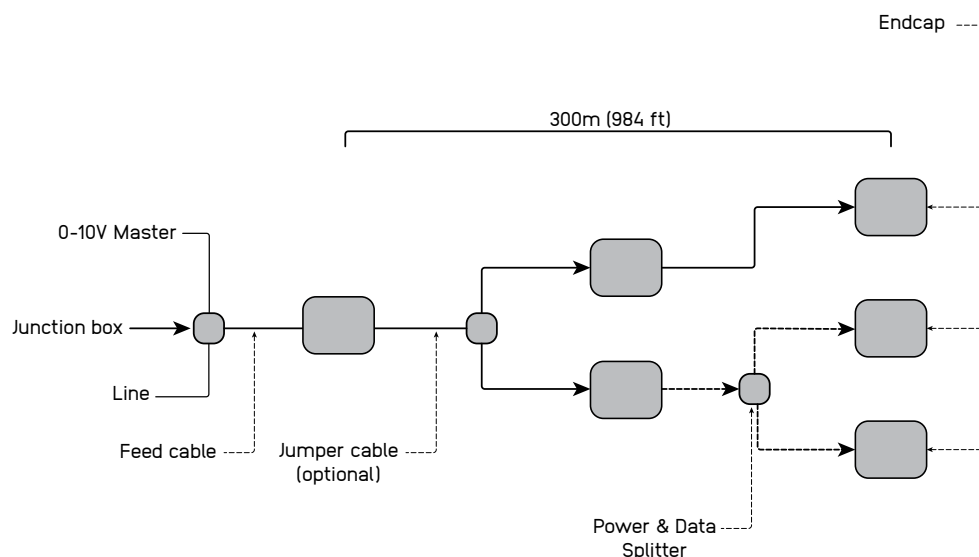 Endcap
300m (984 ft)
0-10V Master
Junction box
Line
Feed cable
Jumper cable
(optional)
Power & Data
Splitter